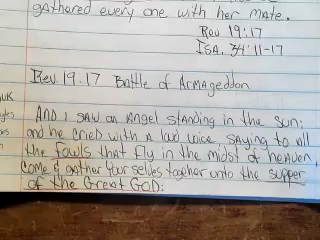 gathered every one with her mate.
Rev 19:17
ISA. 34:11-17
Rev. 19:17 Battle of Armageddon
And I saw an Angel standing in the sun;
and he cried with a loud voice, saying to all
the fowls that fly in the midst of heaven,
Come & gather your selves together unto the supper
of the Great GOD: